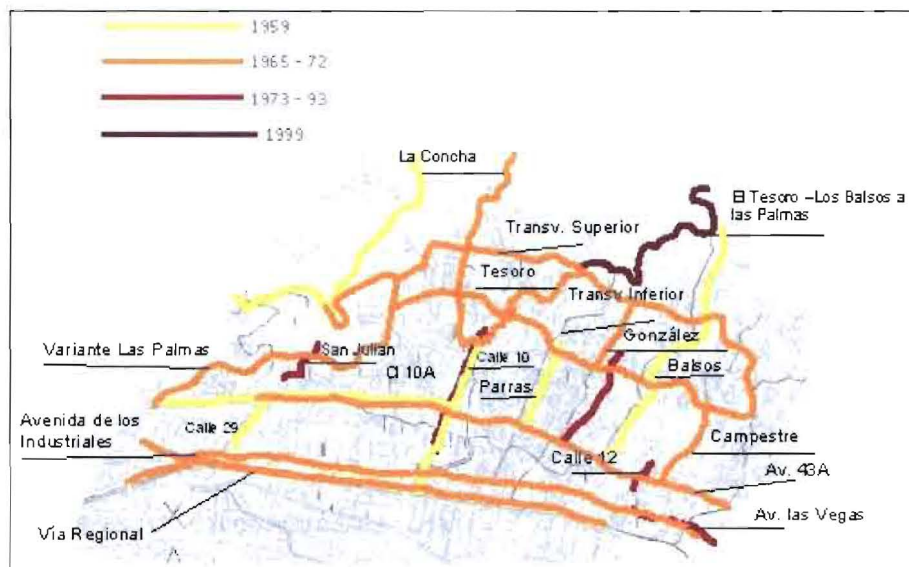 1959
1965 - 72
1973 - 93
1999
La Concha
El Tesoro -Los Balsos a
las Palmas
Transv. Superior
Tesoro
Transv. Inferior
González
Variante Las Palmas
San Julian
Calle 10
Cl 10A
Balsos
Parras
Avenida de los
Industriales
Calle 29
Campestre
Calle 12
Av. 43A
Vía Regional
Av. las Vegas